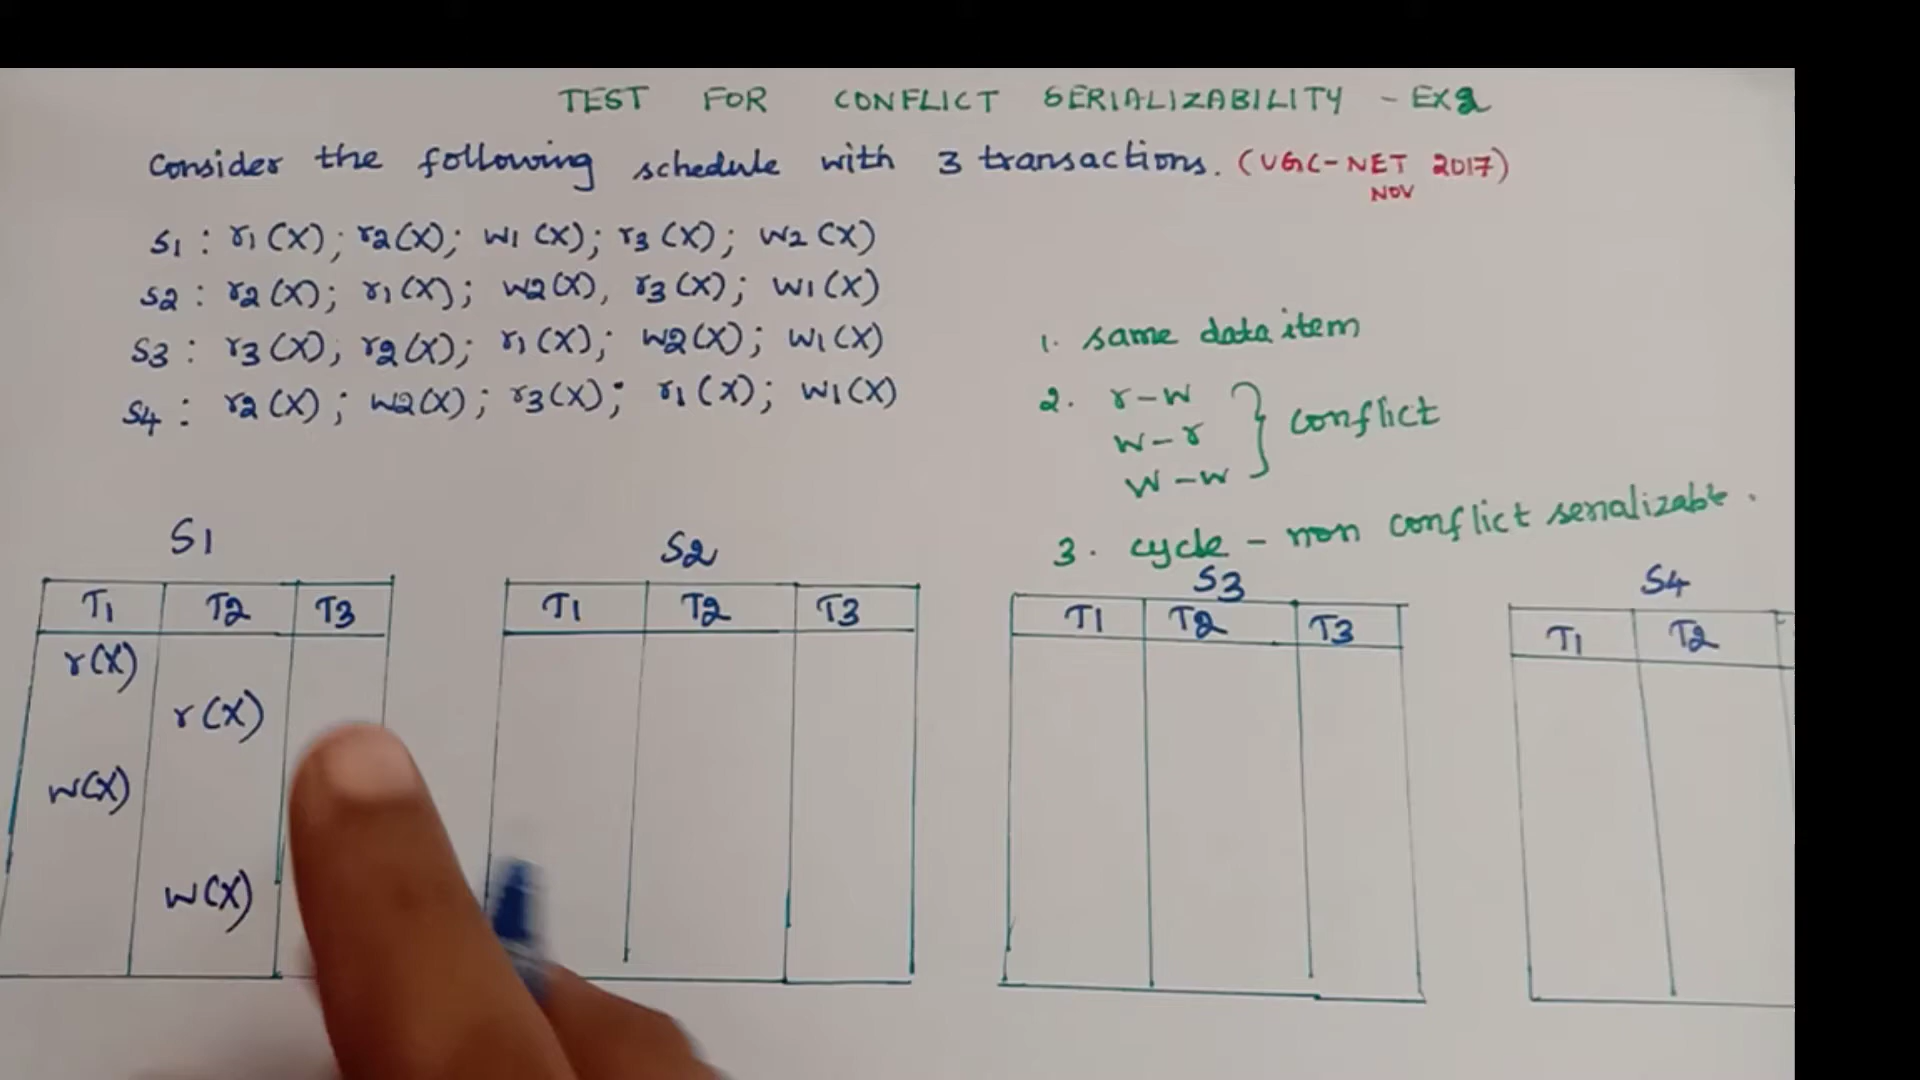 TEST FOR CONFLICT SERIALIZABILITY - EX2
Consider the following schedule with 3 transactions. (UGC-NET 2017)
NOV
S1 : r1(X); r2(X); W1(X); r3(X); W2(X)
S2 : r2(X); r1(X); W2(X), r3(X); W1(X)
S3 : r3(X), r2(X); r1(X); W2(X); W1(X)
S4 : r2(X); W2(X); r3(X); r1(X); W1(X)
1. same data item
2. r-W
W-r
W-W
} conflict
3. cycle - non conflict serializable.
S1
T1 T2 T3
r(X)
r(X)
W(X)
W(X)
S2
T1 T2 T3
S3
T1 T2 T3
S4
T1 T2